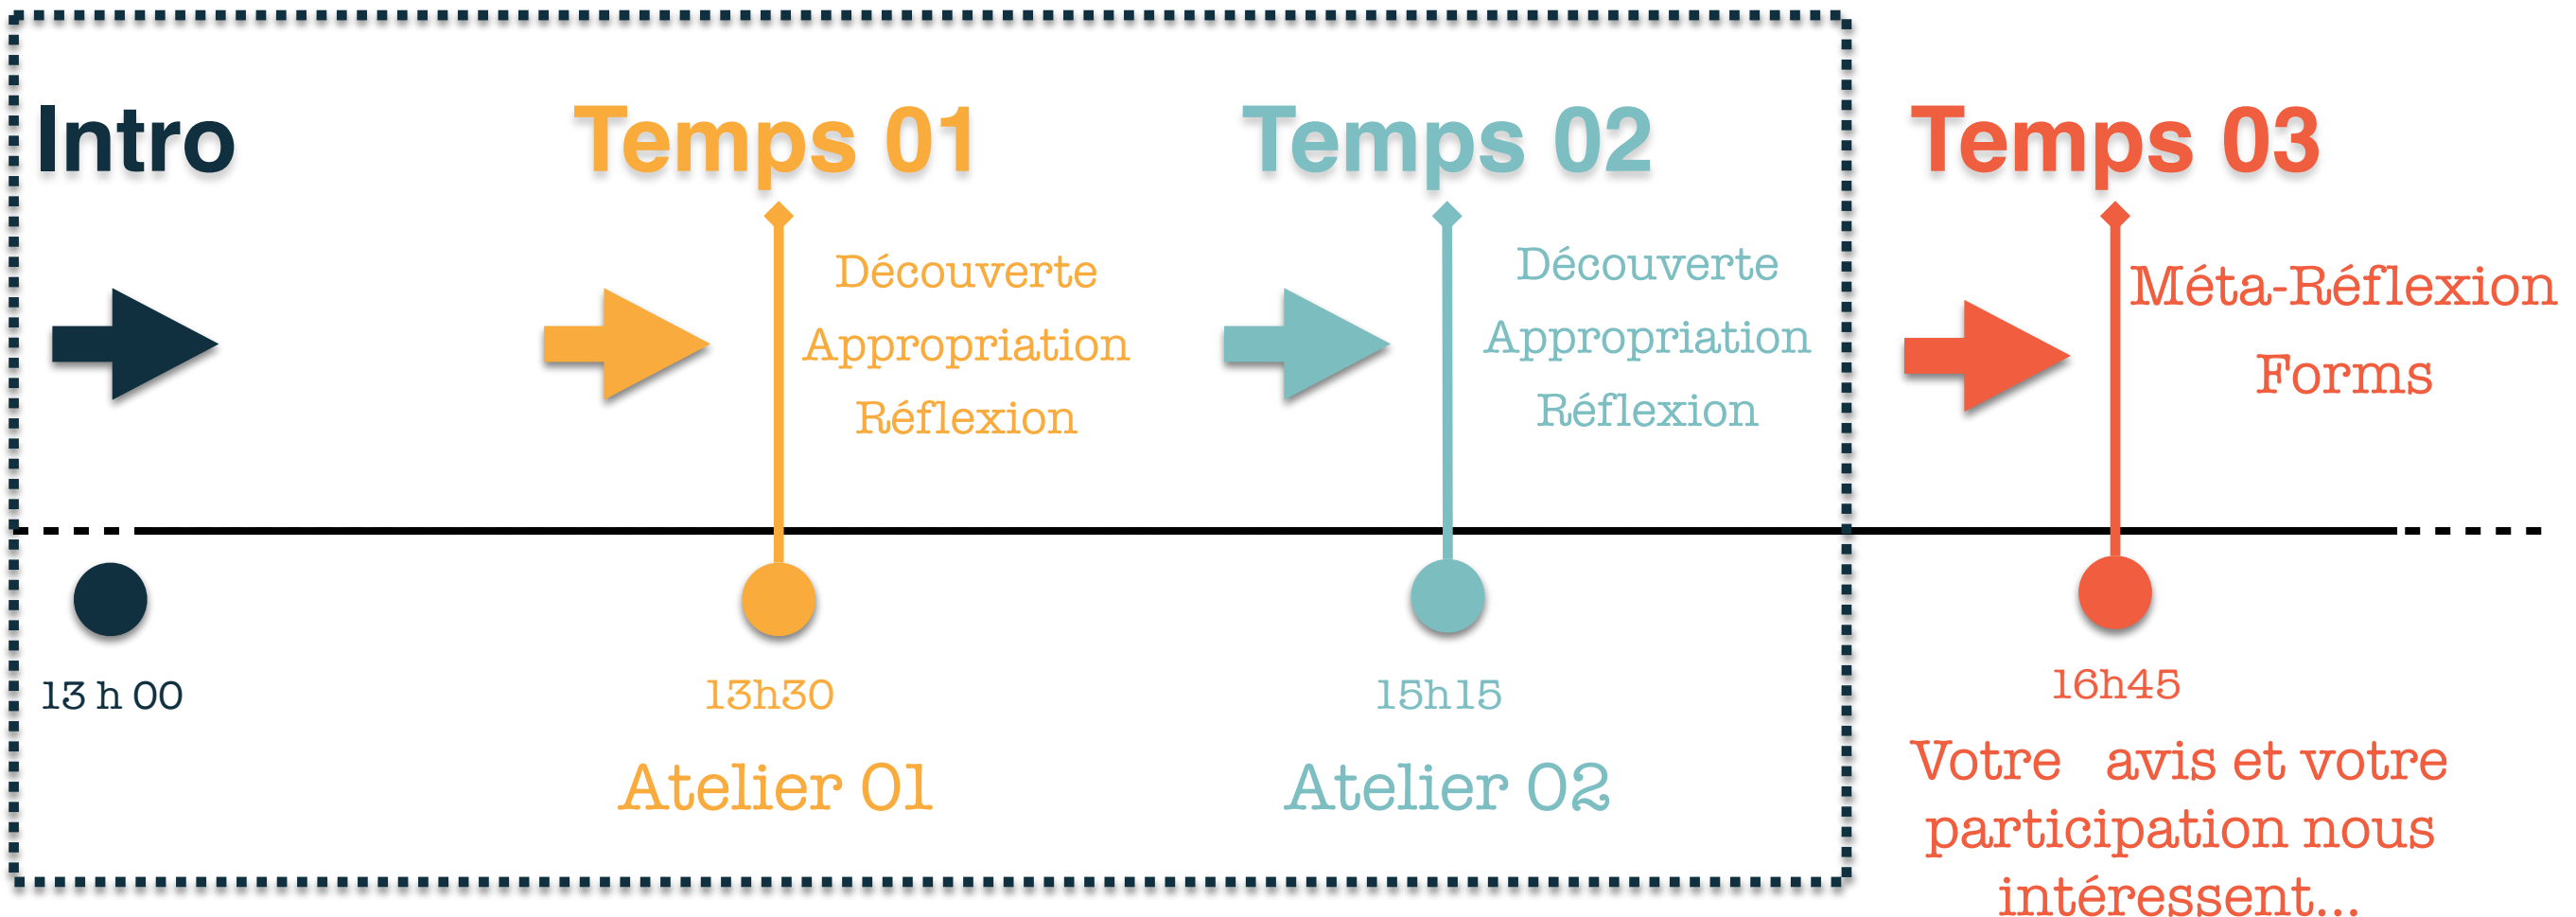 Intro
13 h 00
Temps 01
Découverte
Appropriation
Réflexion
13h30
Atelier 01
Temps 02
Découverte
Appropriation
Réflexion
15h15
Atelier 02
Temps 03
Méta-Réflexion
Forms
16h45
Votre avis et votre
participation nous
intéressent...